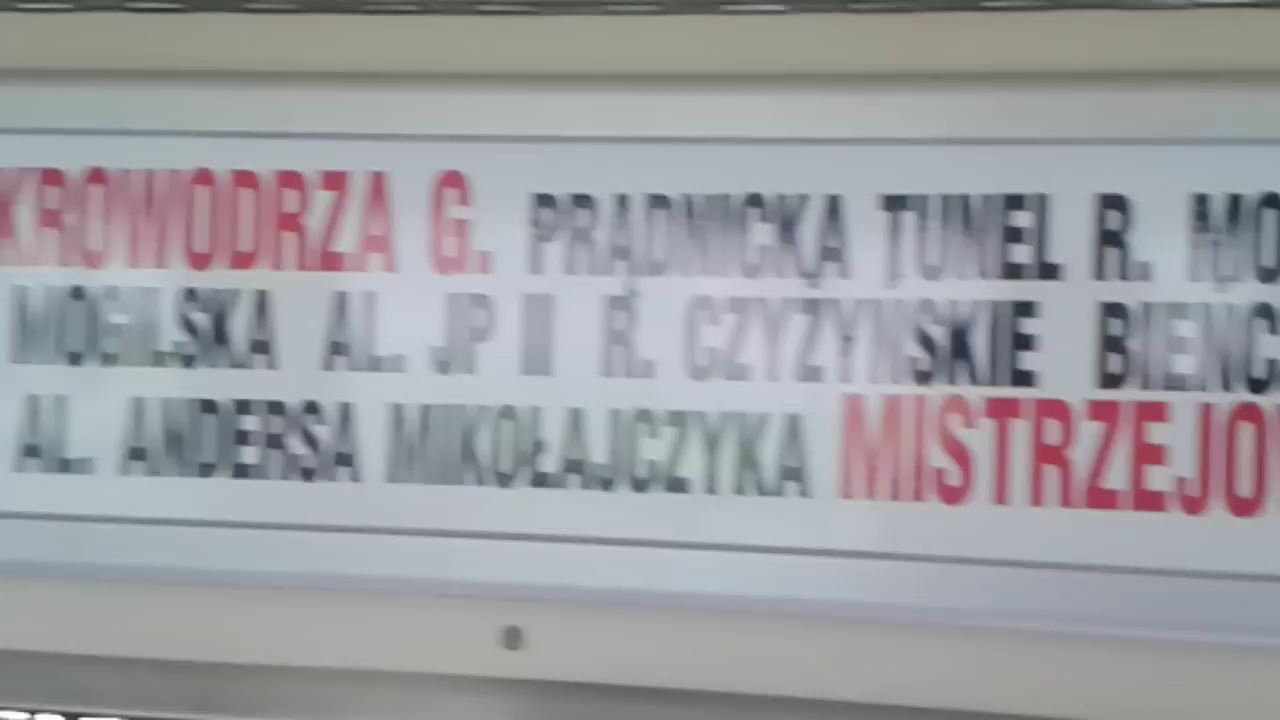 KROWODRZA G. PRĄDNICKA TUNEL R. MO
MOGILSKA AL. JP II R. CZYŻYŃSKIE BIEŃC
AL. ANDERSA MIKOŁAJCZYKA MISTRZEJO